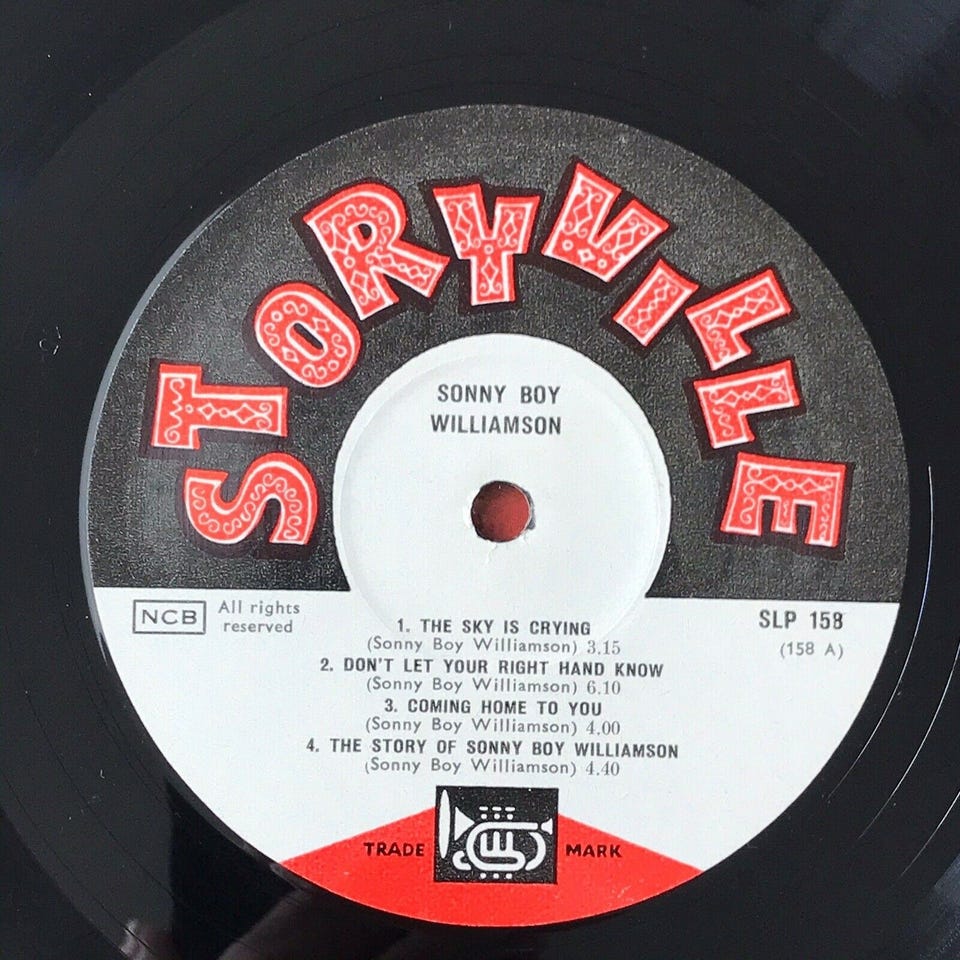 STORYVILLE
SONNY BOY
WILLIAMSON
NCB
All rights
reserved
SLP 158
(158 A)
1. THE SKY IS CRYING
(Sonny Boy Williamson) 3.15
2. DON'T LET YOUR RIGHT HAND KNOW
(Sonny Boy Williamson) 6.10
3. COMING HOME TO YOU
(Sonny Boy Williamson) 4.00
4. THE STORY OF SONNY BOY WILLIAMSON
(Sonny Boy Williamson) 4.40
TRADE MARK